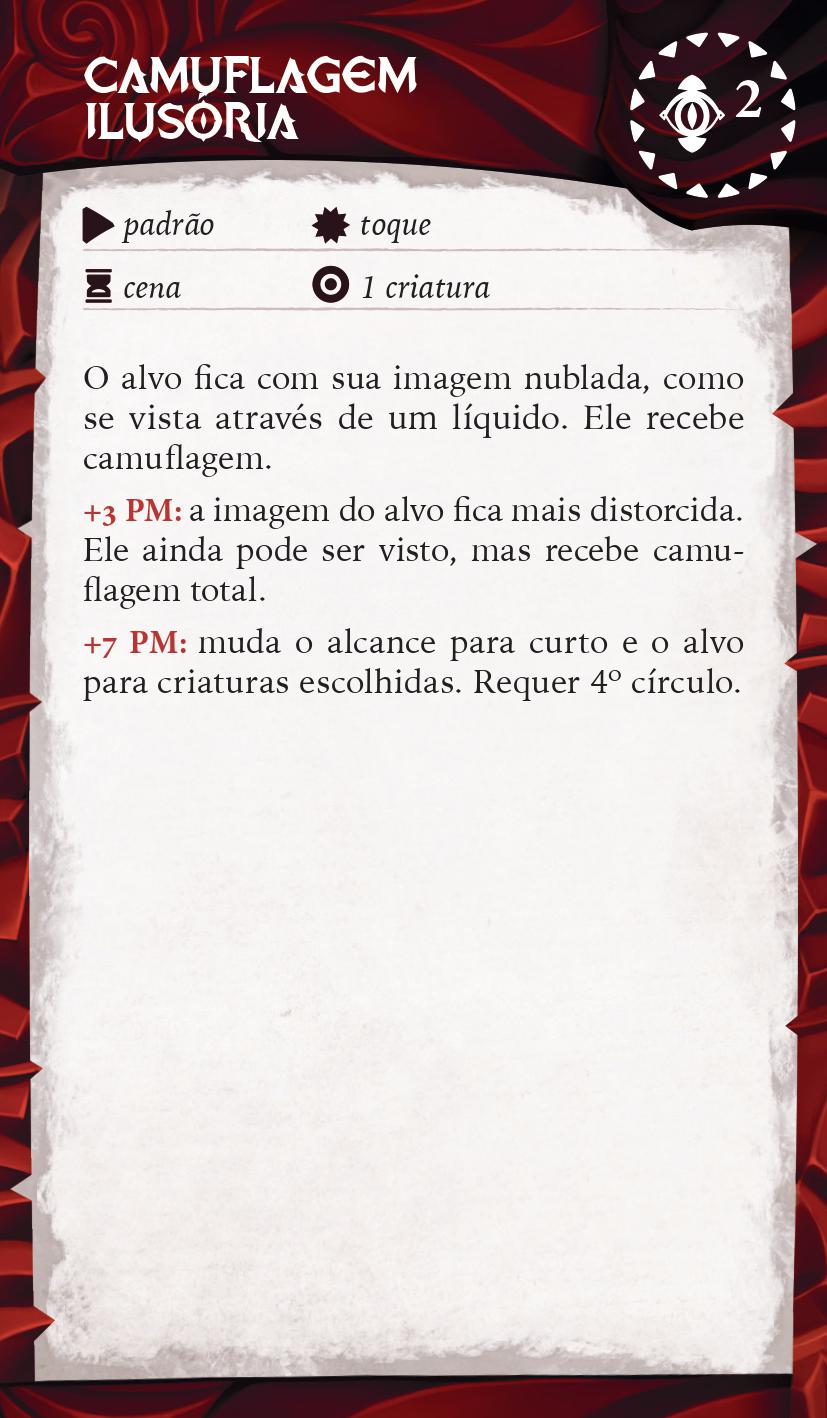 CAMUFLAGEM
ILUSÓRIA
2
padrão toque
cena 1 criatura
O alvo fica com sua imagem nublada, como
se vista através de um líquido. Ele recebe
camuflagem.
+3 PM: a imagem do alvo fica mais distorcida.
Ele ainda pode ser visto, mas recebe camu-
flagem total.
+7 PM: muda o alcance para curto e o alvo
para criaturas escolhidas. Requer 4º círculo.